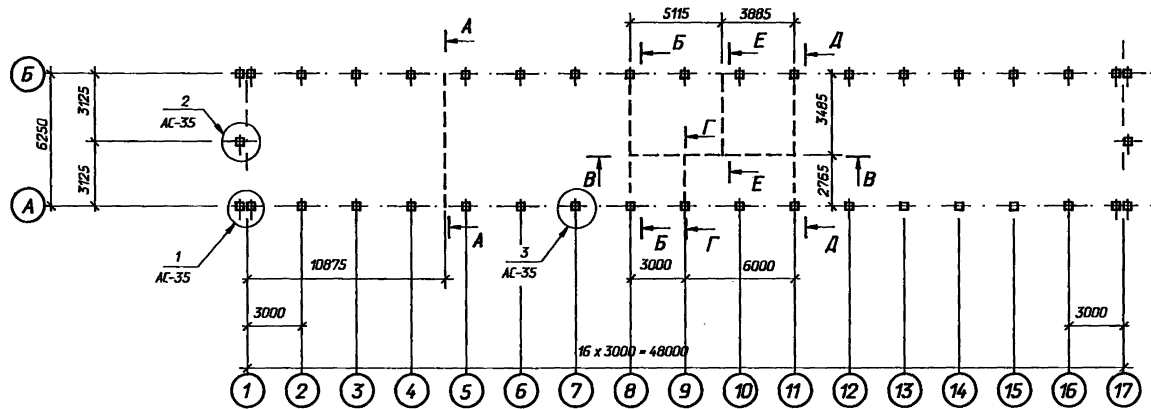 5115 3885
А Б Е Д
Б
3125
2
АС-35
6250
Г
3485
В Е В
3125
2765
А
1
АС-35
А
3
АС-35
Б Г Д
10875
3000 6000
3000 3000
16 x 3000 = 48000
1 2 3 4 5 6 7 8 9 10 11 12 13 14 15 16 17